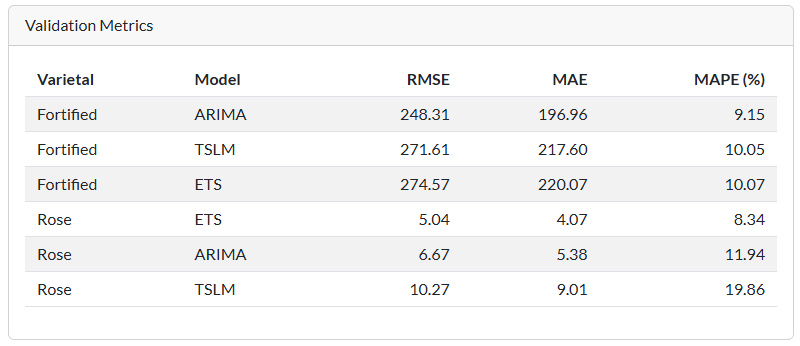 Validation Metrics
Varietal Model RMSE MAE MAPE (%)
Fortified ARIMA 248.31 196.96 9.15
Fortified TSLM 271.61 217.60 10.05
Fortified ETS 274.57 220.07 10.07
Rose ETS 5.04 4.07 8.34
Rose ARIMA 6.67 5.38 11.94
Rose TSLM 10.27 9.01 19.86